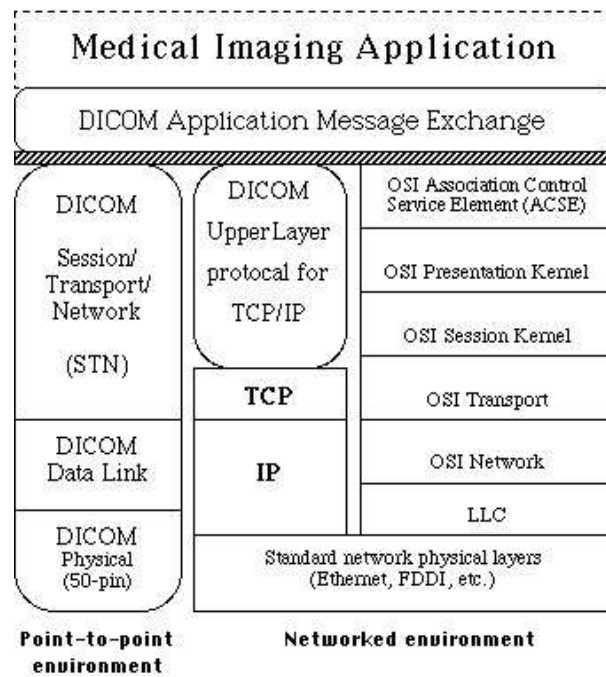 Medical Imaging Application
DICOM Application Message Exchange
DICOM
Session/
Transport/
Network
(STN)
DICOM
Data Link
DICOM
Physical
(50-pin)
DICOM
UpperLayer
protocal for
TCP/IP
TCP
IP
OSI Association Control
Service Element (ACSE)
OSI Presentation Kernel
OSI Session Kernel
OSI Transport
OSI Network
LLC
Standard network physical layers
(Ethernet, FDDI, etc.)
Point-to-point
environment
Networked environment